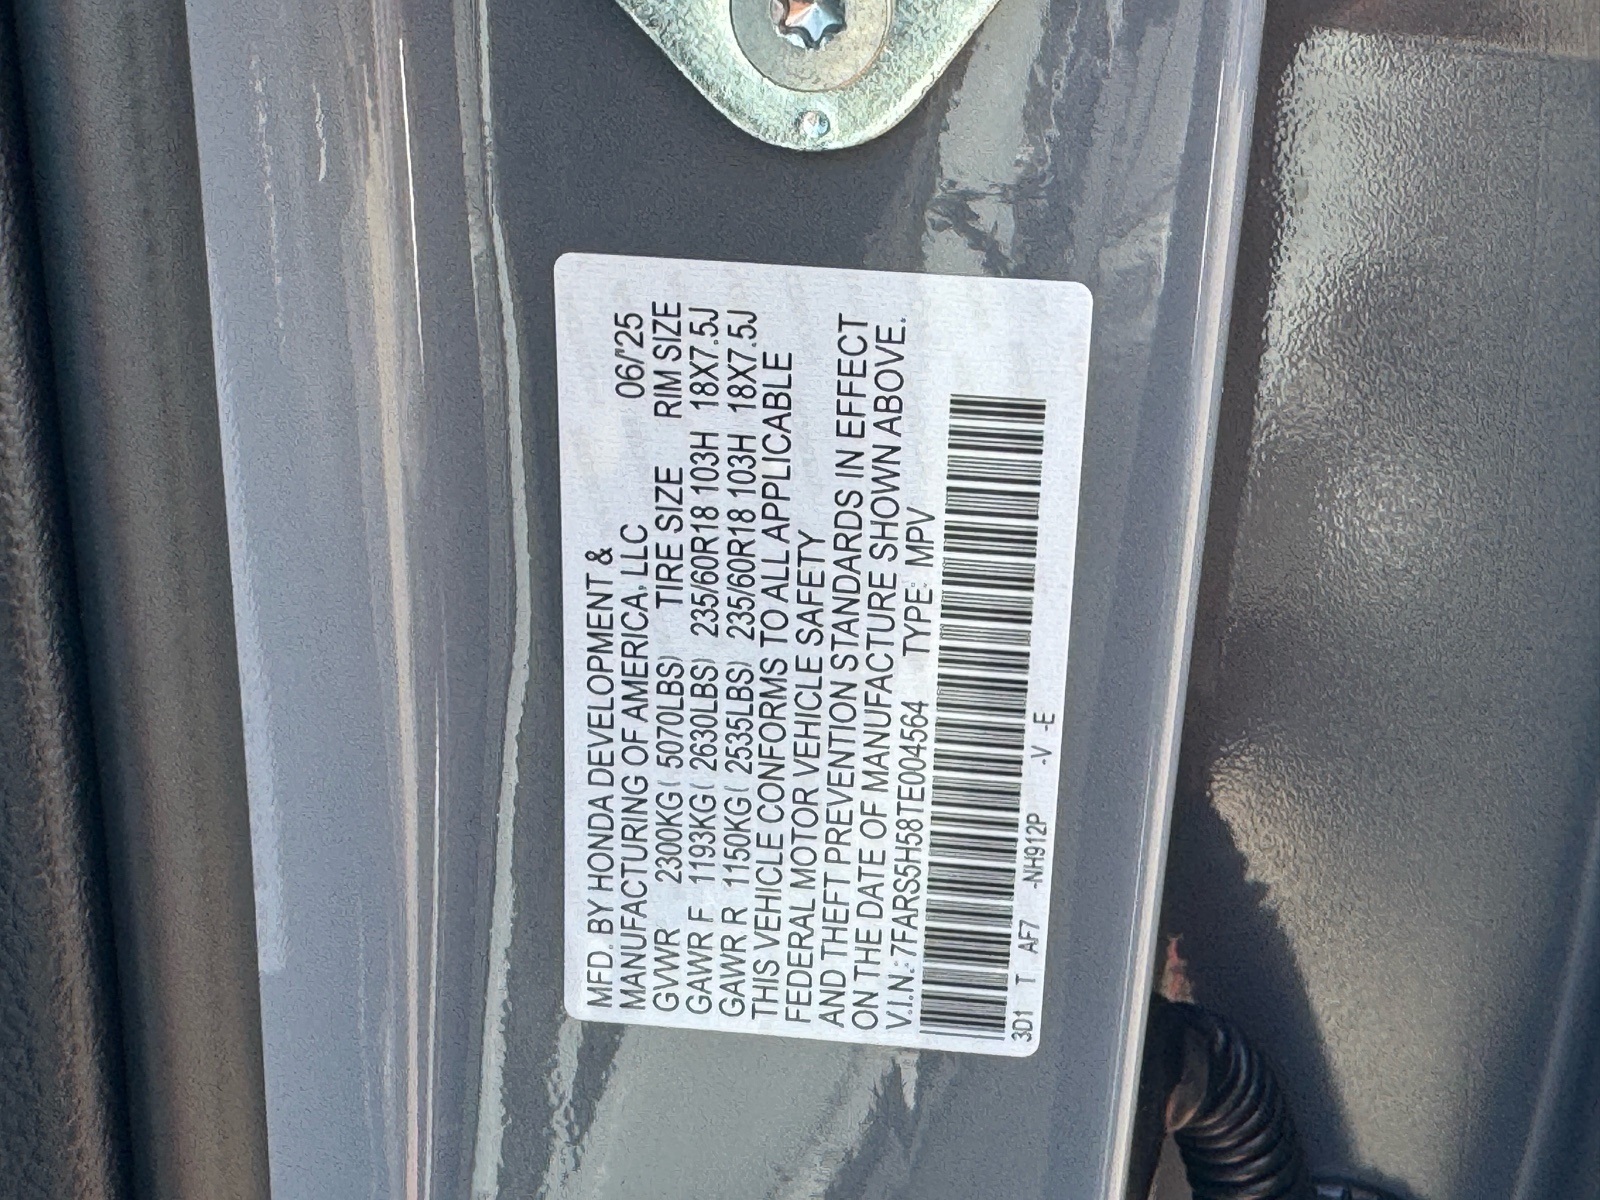 MFD. BY HONDA DEVELOPMENT &
MANUFACTURING OF AMERICA, LLC 06/'25
GVWR 2300KG( 5070LBS) TIRE SIZE RIM SIZE
GAWR F 1193KG( 2630LBS) 235/60R18 103H 18X7.5J
GAWR R 1150KG( 2535LBS) 235/60R18 103H 18X7.5J
THIS VEHICLE CONFORMS TO ALL APPLICABLE
FEDERAL MOTOR VEHICLE SAFETY
AND THEFT PREVENTION STANDARDS IN EFFECT
ON THE DATE OF MANUFACTURE SHOWN ABOVE.
V.I.N.: 7FARS5H58TE004564 TYPE: MPV
3D1 T AF7 -NH912P -V -E